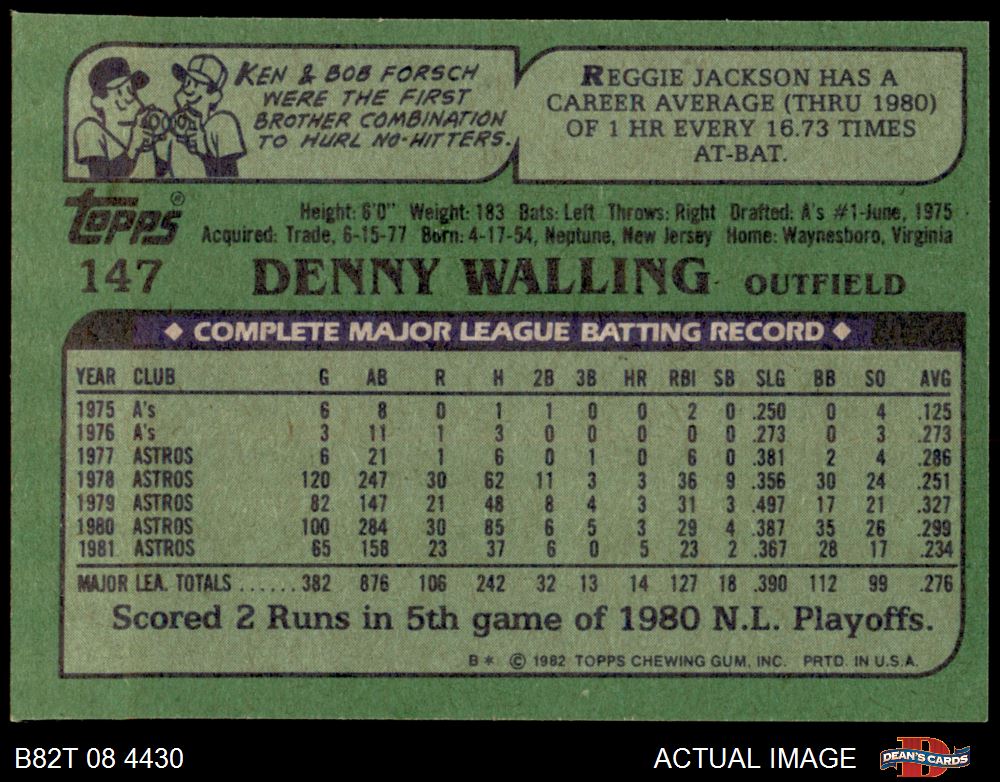 KEN & BOB FORSCH
WERE THE FIRST
BROTHER COMBINATION
TO HURL NO-HITTERS.
REGGIE JACKSON HAS A
CAREER AVERAGE (THRU 1980)
OF 1 HR EVERY 16.73 TIMES
AT-BAT.
topps®
Height: 6'0" Weight: 183 Bats: Left Throws: Right Drafted: A's #1-June, 1975
Acquired: Trade, 6-15-77 Born: 4-17-54, Neptune, New Jersey Home: Waynesboro, Virginia
147 DENNY WALLING OUTFIELD
◆ COMPLETE MAJOR LEAGUE BATTING RECORD ◆
YEAR CLUB G AB R H 2B 3B HR RBI SB SLG BB SO AVG
1975 A's 6 8 0 1 1 0 0 2 0 .250 0 4 .125
1976 A's 3 11 1 3 0 0 0 0 0 .273 0 3 .273
1977 ASTROS 6 21 1 6 0 1 0 6 0 .381 2 4 .286
1978 ASTROS 120 247 30 62 11 3 3 36 9 .356 30 24 .251
1979 ASTROS 82 147 21 48 8 4 3 31 3 .497 17 21 .327
1980 ASTROS 100 284 30 85 6 5 3 29 4 .387 35 26 .299
1981 ASTROS 65 158 23 37 6 0 5 23 2 .367 28 17 .234
MAJOR LEA. TOTALS ...... 382 876 106 242 32 13 14 127 18 .390 112 99 .276
Scored 2 Runs in 5th game of 1980 N.L. Playoffs.
B* © 1982 TOPPS CHEWING GUM, INC. PRTD. IN U.S.A.
B82T 08 4430
ACTUAL IMAGE
DEAN'S CARDS